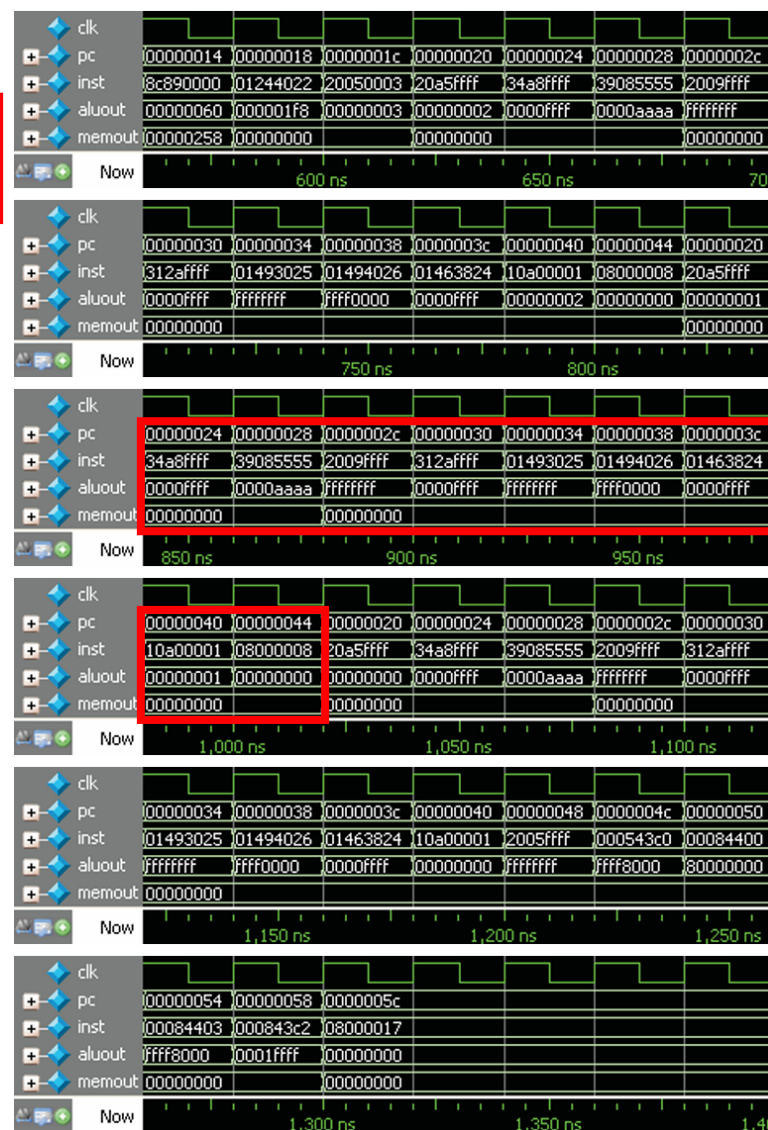 clk
pc 00000014 00000018 0000001c 00000020 00000024 00000028 0000002c
inst 8c890000 01244022 20050003 20a5ffff 34a8ffff 39085555 2009ffff
aluout 00000060 000001f8 00000003 00000002 0000ffff 0000aaaa ffffffff
memout 00000258 00000000 00000000 00000000
Now 600 ns 650 ns 70
clk
pc 00000030 00000034 00000038 0000003c 00000040 00000044 00000020
inst 312affff 01493025 01494026 01463824 10a00001 08000008 20a5ffff
aluout 0000ffff ffffffff ffff0000 0000ffff 00000002 00000000 00000001
memout 00000000 00000000
Now 750 ns 800 ns
clk
pc 00000024 00000028 0000002c 00000030 00000034 00000038 0000003c
inst 34a8ffff 39085555 2009ffff 312affff 01493025 01494026 01463824
aluout 0000ffff 0000aaaa ffffffff 0000ffff ffffffff ffff0000 0000ffff
memout 00000000 00000000
Now 850 ns 900 ns 950 ns
clk
pc 00000040 00000044 00000020 00000024 00000028 0000002c 00000030
inst 10a00001 08000008 20a5ffff 34a8ffff 39085555 2009ffff 312affff
aluout 00000001 00000000 00000000 0000ffff 0000aaaa ffffffff 0000ffff
memout 00000000 00000000 00000000
Now 1,000 ns 1,050 ns 1,100 ns
clk
pc 00000034 00000038 0000003c 00000040 00000048 0000004c 00000050
inst 01493025 01494026 01463824 10a00001 2005ffff 000543c0 00084400
aluout ffffffff ffff0000 0000ffff 00000000 ffffffff ffff8000 80000000
memout 00000000
Now 1,150 ns 1,200 ns 1,250 ns
clk
pc 00000054 00000058 0000005c
inst 00084403 000843c2 08000017
aluout ffff8000 0001ffff 00000000
memout 00000000 00000000
Now 1,300 ns 1,350 ns 1,4